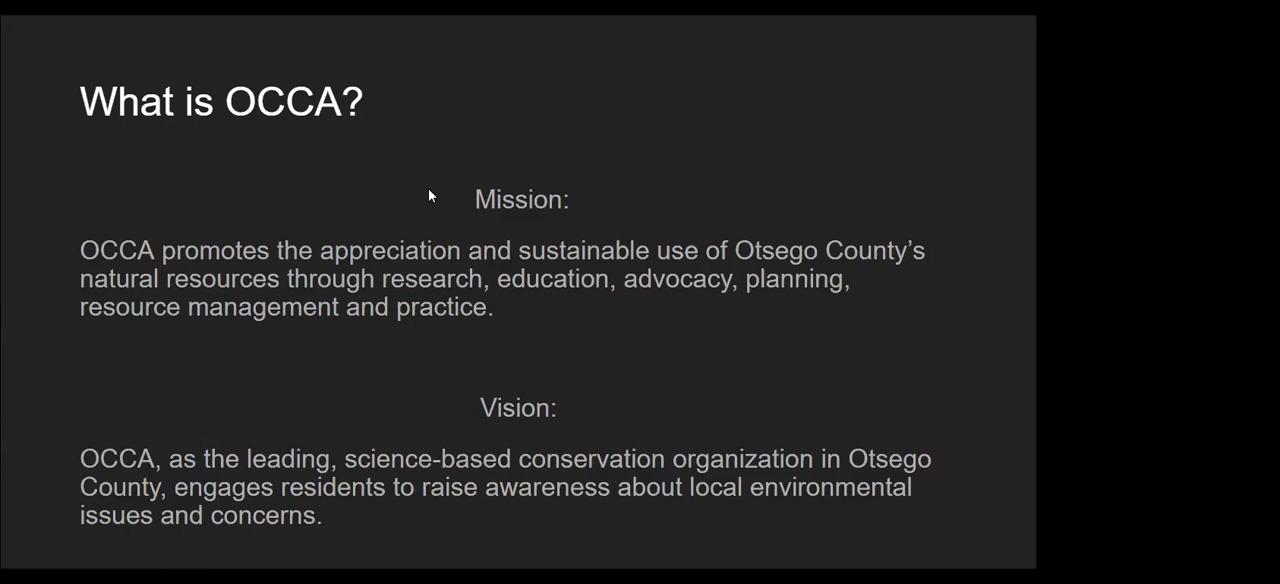 What is OCCA?
Mission:
OCCA promotes the appreciation and sustainable use of Otsego County’s
natural resources through research, education, advocacy, planning,
resource management and practice.
Vision:
OCCA, as the leading, science-based conservation organization in Otsego
County, engages residents to raise awareness about local environmental
issues and concerns.